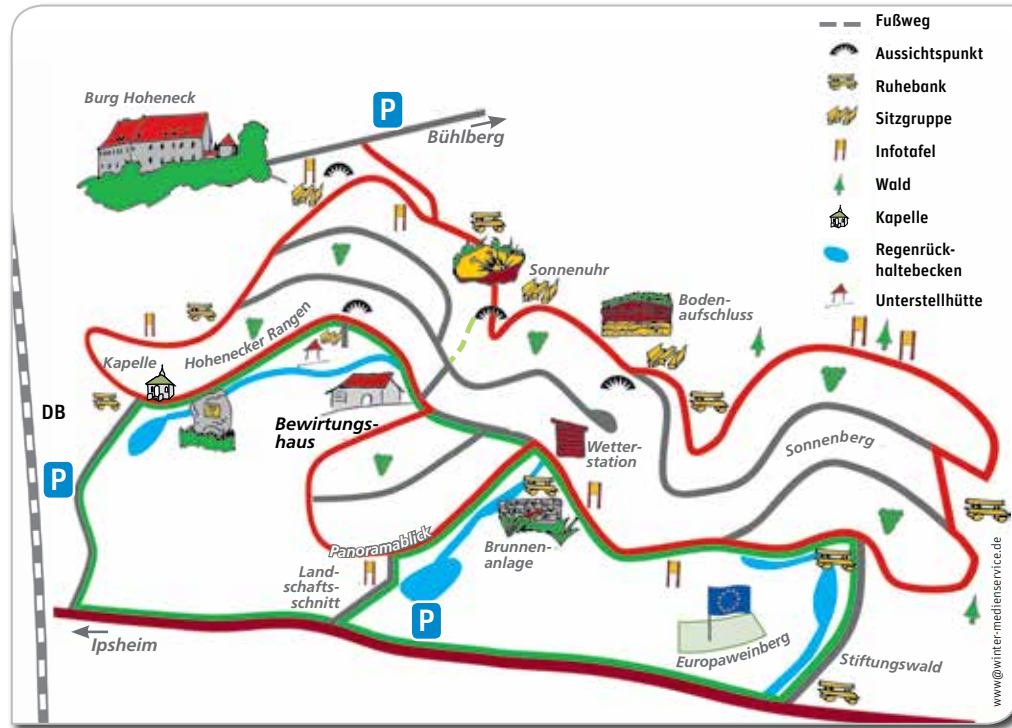 Fußweg
Aussichtspunkt
Ruhebank
Sitzgruppe
Infotafel
Wald
Kapelle
Regenrück-
haltebecken
Unterstellhütte
Burg Hoheneck
P
Bühlberg
Sonnenuhr
Boden-
aufschluss
Kapelle
Hohenecker Rangen
DB
Bewirtungs-
haus
Wetter-
station
Sonnenberg
P
Panoramablick
Brunnen-
anlage
Land-
schafts-
schnitt
P
Ipsheim
Europaweinberg
Stiftungswald
www@winter-medienservice.de